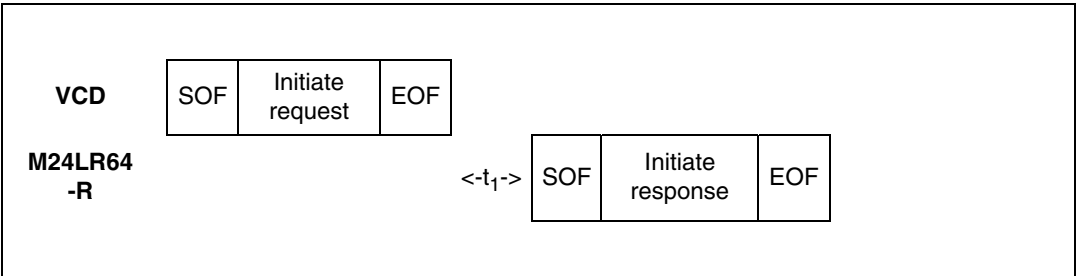 VCD
SOF
Initiate
request
EOF
M24LR64
-R
<-t₁->
SOF
Initiate
response
EOF